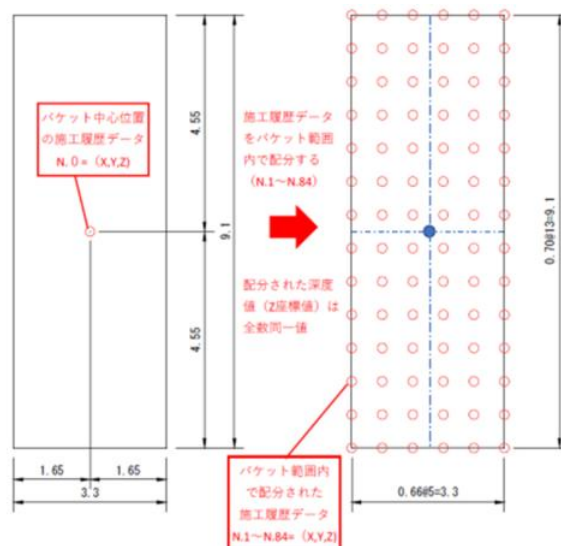 バケット中心位置
の施工履歴データ
N.0=(X,Y,Z)
4.55
4.55
9.1
1.65
1.65
3.3
施工履歴データ
をバケット範囲
内で配分する
(N.1~N.84)
配分された深度
値(Z座標値)は
全数同一値
バケット範囲内
で配分された
施工履歴データ
N.1~N.84=(X,Y,Z)
0.70@13=9.1
0.66@5=3.3